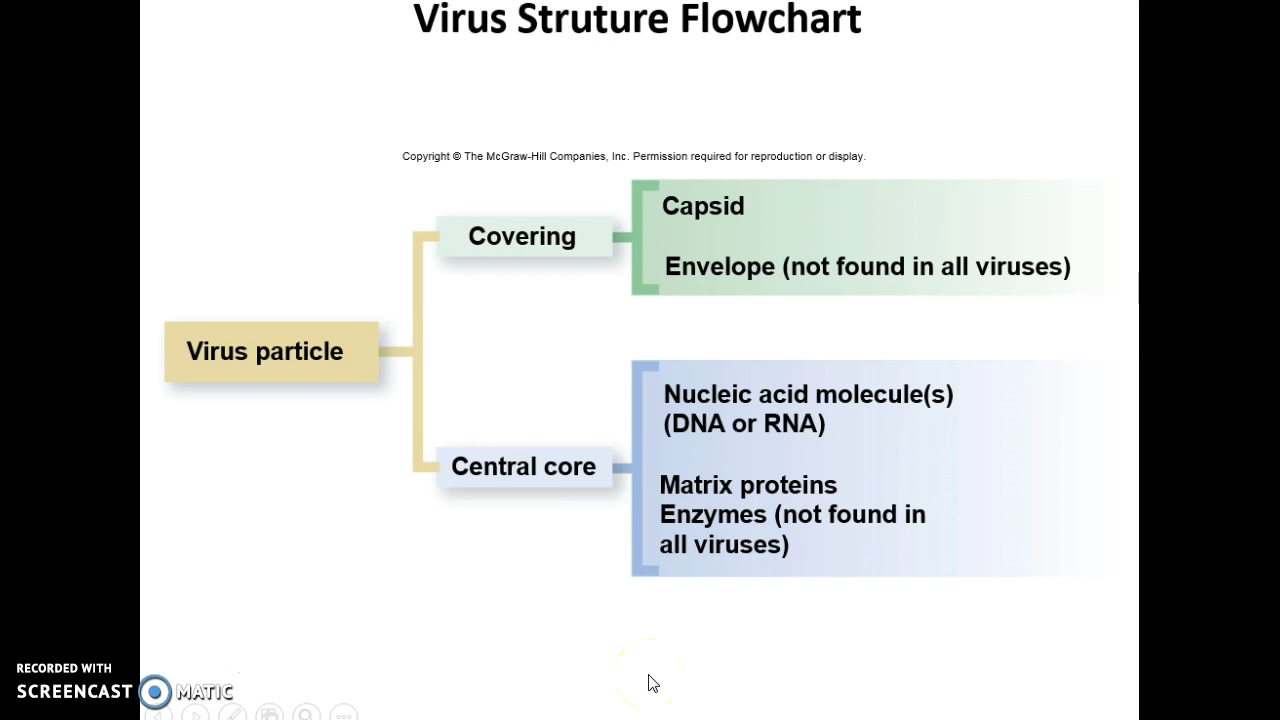 Virus Struture Flowchart
Copyright © The McGraw-Hill Companies, Inc. Permission required for reproduction or display.
Covering
Capsid
Envelope (not found in all viruses)
Virus particle
Central core
Nucleic acid molecule(s)
(DNA or RNA)
Matrix proteins
Enzymes (not found in
all viruses)
RECORDED WITH
SCREENCAST MATIC